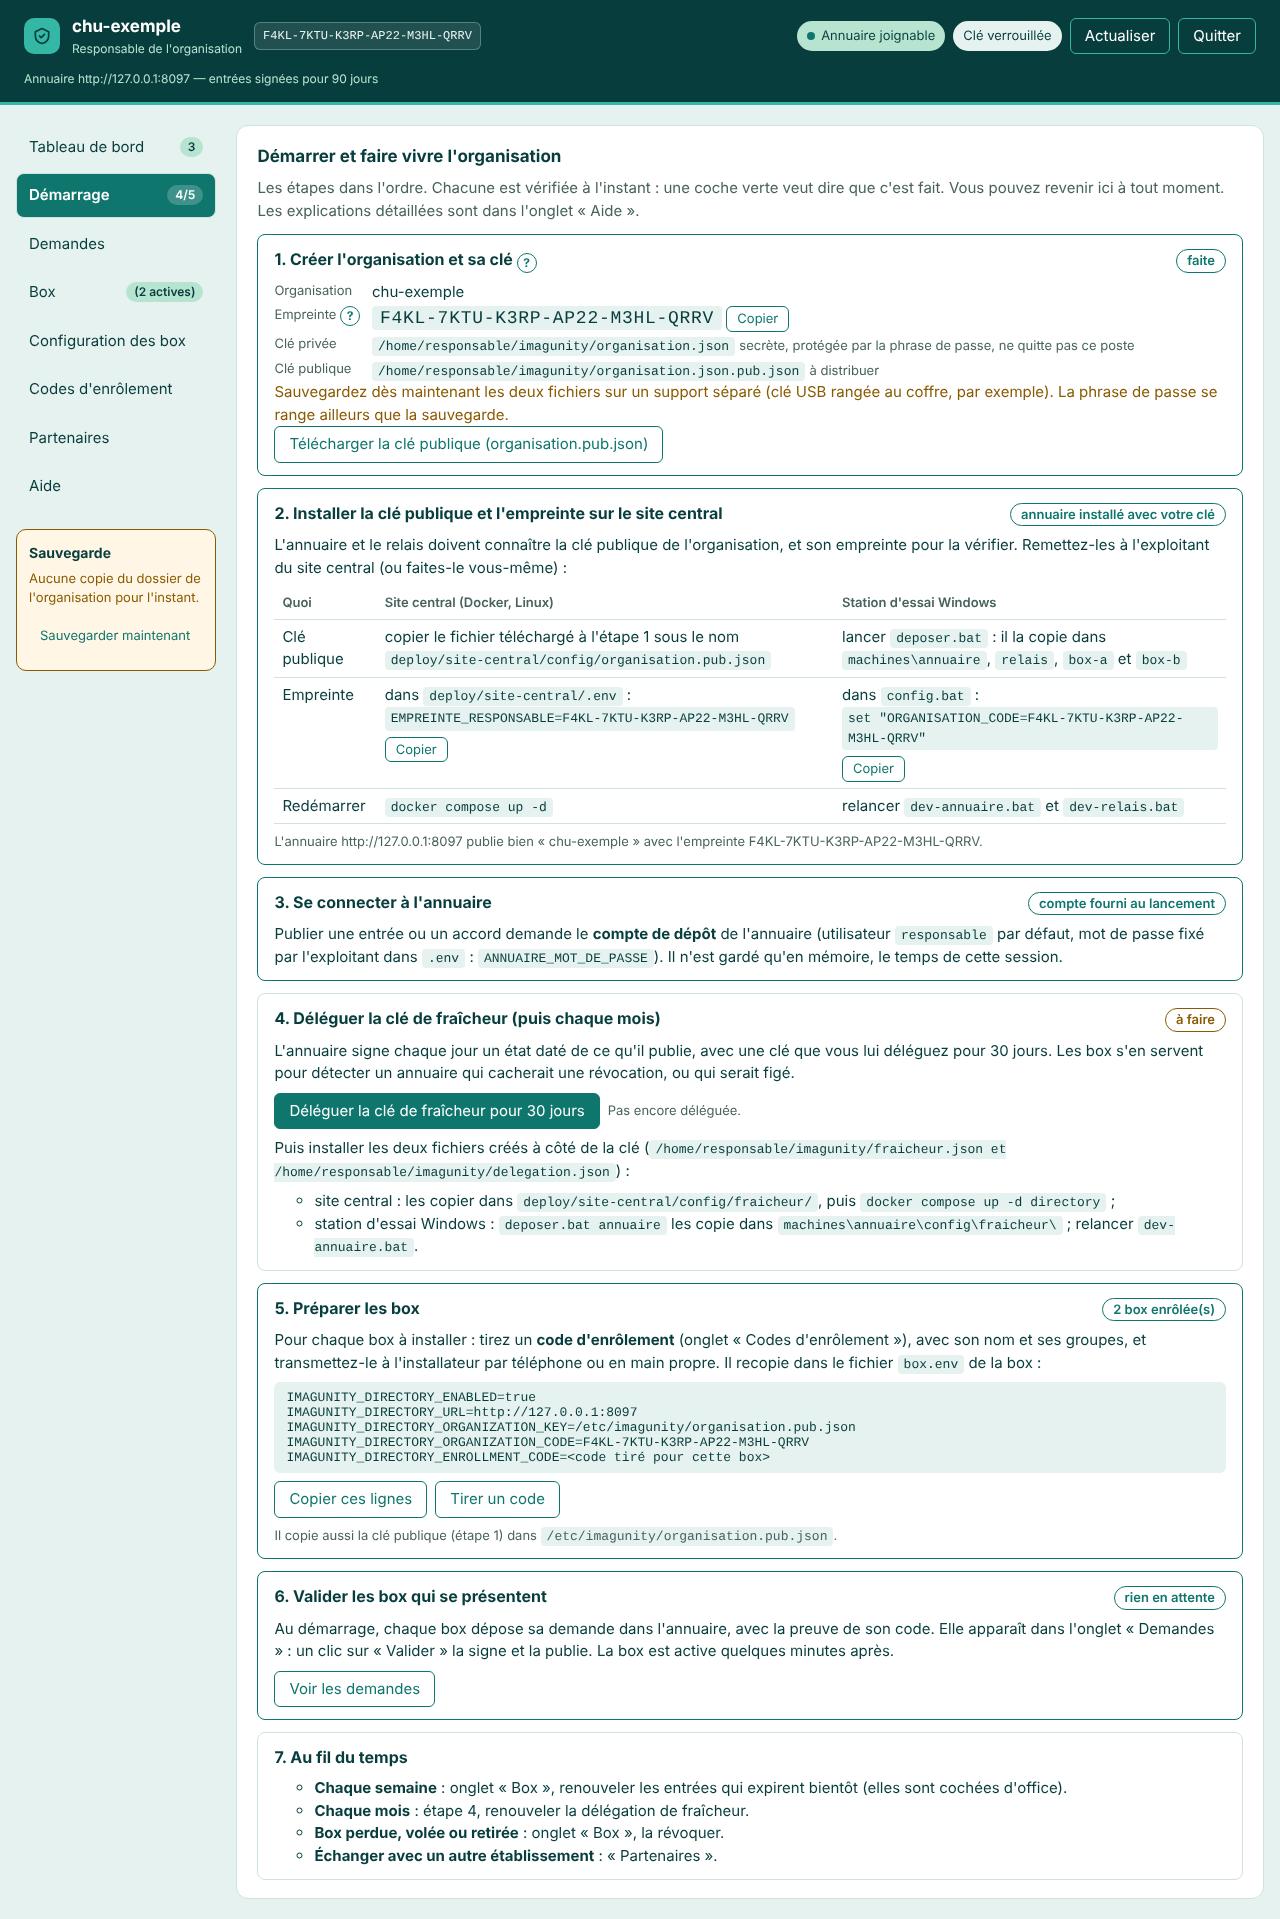 chu-exemple
Responsable de l'organisation
F4KL-7KTU-K3RP-AP22-M3HL-QRRV
Annuaire joignable
Clé verrouillée
Actualiser
Quitter
Annuaire http://127.0.0.1:8097 — entrées signées pour 90 jours
Tableau de bord 3
Démarrage 4/5
Demandes
Box (2 actives)
Configuration des box
Codes d'enrôlement
Partenaires
Aide
Sauvegarde
Aucune copie du dossier de
l'organisation pour l'instant.
Sauvegarder maintenant
Démarrer et faire vivre l'organisation
Les étapes dans l'ordre. Chacune est vérifiée à l'instant : une coche verte veut dire que c'est fait. Vous pouvez revenir ici à tout moment.
Les explications détaillées sont dans l'onglet « Aide ».
1. Créer l'organisation et sa clé ? faite
Organisation chu-exemple
Empreinte ? F4KL-7KTU-K3RP-AP22-M3HL-QRRV Copier
Clé privée /home/responsable/imagunity/organisation.json secrète, protégée par la phrase de passe, ne quitte pas ce poste
Clé publique /home/responsable/imagunity/organisation.json.pub.json à distribuer
Sauvegardez dès maintenant les deux fichiers sur un support séparé (clé USB rangée au coffre, par exemple). La phrase de passe se
range ailleurs que la sauvegarde.
Télécharger la clé publique (organisation.pub.json)
2. Installer la clé publique et l'empreinte sur le site central annuaire installé avec votre clé
L'annuaire et le relais doivent connaître la clé publique de l'organisation, et son empreinte pour la vérifier. Remettez-les à l'exploitant
du site central (ou faites-le vous-même) :
Quoi Site central (Docker, Linux) Station d'essai Windows
Clé copier le fichier téléchargé à l'étape 1 sous le nom lancer deposer.bat : il la copie dans
publique deploy/site-central/config/organisation.pub.json machines\annuaire, relais, box-a et box-b
Empreinte dans deploy/site-central/.env : dans config.bat :
EMPREINTE_RESPONSABLE=F4KL-7KTU-K3RP-AP22-M3HL-QRRV set "ORGANISATION_CODE=F4KL-7KTU-K3RP-AP22-
M3HL-QRRV"
Copier Copier
Redémarrer docker compose up -d relancer dev-annuaire.bat et dev-relais.bat
L'annuaire http://127.0.0.1:8097 publie bien « chu-exemple » avec l'empreinte F4KL-7KTU-K3RP-AP22-M3HL-QRRV.
3. Se connecter à l'annuaire compte fourni au lancement
Publier une entrée ou un accord demande le compte de dépôt de l'annuaire (utilisateur responsable par défaut, mot de passe fixé
par l'exploitant dans .env : ANNUAIRE_MOT_DE_PASSE). Il n'est gardé qu'en mémoire, le temps de cette session.
4. Déléguer la clé de fraîcheur (puis chaque mois) à faire
L'annuaire signe chaque jour un état daté de ce qu'il publie, avec une clé que vous lui déléguez pour 30 jours. Les box s'en servent
pour détecter un annuaire qui cacherait une révocation, ou qui serait figé.
Déléguer la clé de fraîcheur pour 30 jours Pas encore déléguée.
Puis installer les deux fichiers créés à côté de la clé ( /home/responsable/imagunity/fraicheur.json et
/home/responsable/imagunity/delegation.json ) :
site central : les copier dans deploy/site-central/config/fraicheur/, puis docker compose up -d directory ;
station d'essai Windows : deposer.bat annuaire les copie dans machines\annuaire\config\fraicheur\ ; relancer dev-
annuaire.bat.
5. Préparer les box 2 box enrôlée(s)
Pour chaque box à installer : tirez un code d'enrôlement (onglet « Codes d'enrôlement »), avec son nom et ses groupes, et
transmettez-le à l'installateur par téléphone ou en main propre. Il recopie dans le fichier box.env de la box :
IMAGUNITY_DIRECTORY_ENABLED=true
IMAGUNITY_DIRECTORY_URL=http://127.0.0.1:8097
IMAGUNITY_DIRECTORY_ORGANIZATION_KEY=/etc/imagunity/organisation.pub.json
IMAGUNITY_DIRECTORY_ORGANIZATION_CODE=F4KL-7KTU-K3RP-AP22-M3HL-QRRV
IMAGUNITY_DIRECTORY_ENROLLMENT_CODE=<code tiré pour cette box>
Copier ces lignes Tirer un code
Il copie aussi la clé publique (étape 1) dans /etc/imagunity/organisation.pub.json.
6. Valider les box qui se présentent rien en attente
Au démarrage, chaque box dépose sa demande dans l'annuaire, avec la preuve de son code. Elle apparaît dans l'onglet « Demandes
» : un clic sur « Valider » la signe et la publie. La box est active quelques minutes après.
Voir les demandes
7. Au fil du temps
Chaque semaine : onglet « Box », renouveler les entrées qui expirent bientôt (elles sont cochées d'office).
Chaque mois : étape 4, renouveler la délégation de fraîcheur.
Box perdue, volée ou retirée : onglet « Box », la révoquer.
Échanger avec un autre établissement : « Partenaires ».